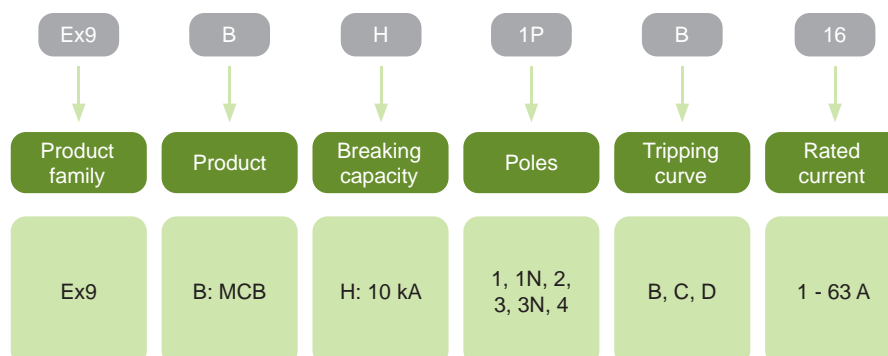 Ex9 B H 1P B 16
Product family
Product
Breaking capacity
Poles
Tripping curve
Rated current
Ex9
B: MCB
H: 10 kA
1, 1N, 2,
3, 3N, 4
B, C, D
1 - 63 A